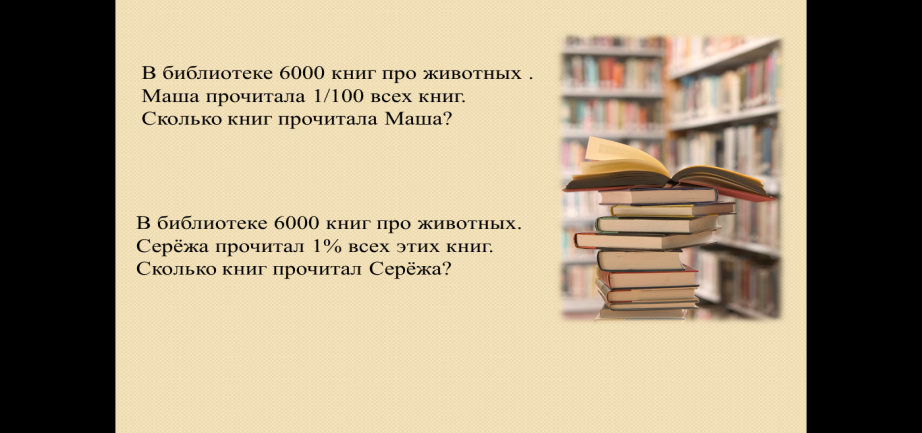 В библиотеке 6000 книг про животных .
Маша прочитала 1/100 всех книг.
Сколько книг прочитала Маша?
В библиотеке 6000 книг про животных.
Серёжа прочитал 1% всех этих книг.
Сколько книг прочитал Серёжа?